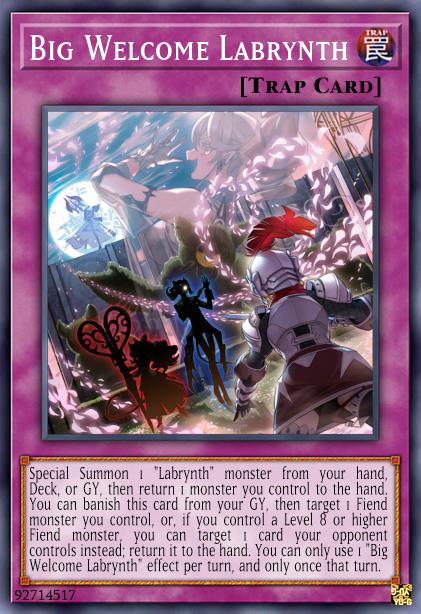 BIG WELCOME LABRYNTH
TRAP
罠
[TRAP CARD]
Special Summon 1 "Labrynth" monster from your hand,
Deck, or GY, then return 1 monster you control to the hand.
You can banish this card from your GY, then target 1 Fiend
monster you control, or, if you control a Level 8 or higher
Fiend monster, you can target 1 card your opponent
controls instead; return it to the hand. You can only use 1 "Big
Welcome Labrynth" effect per turn, and only once that turn.
92714517